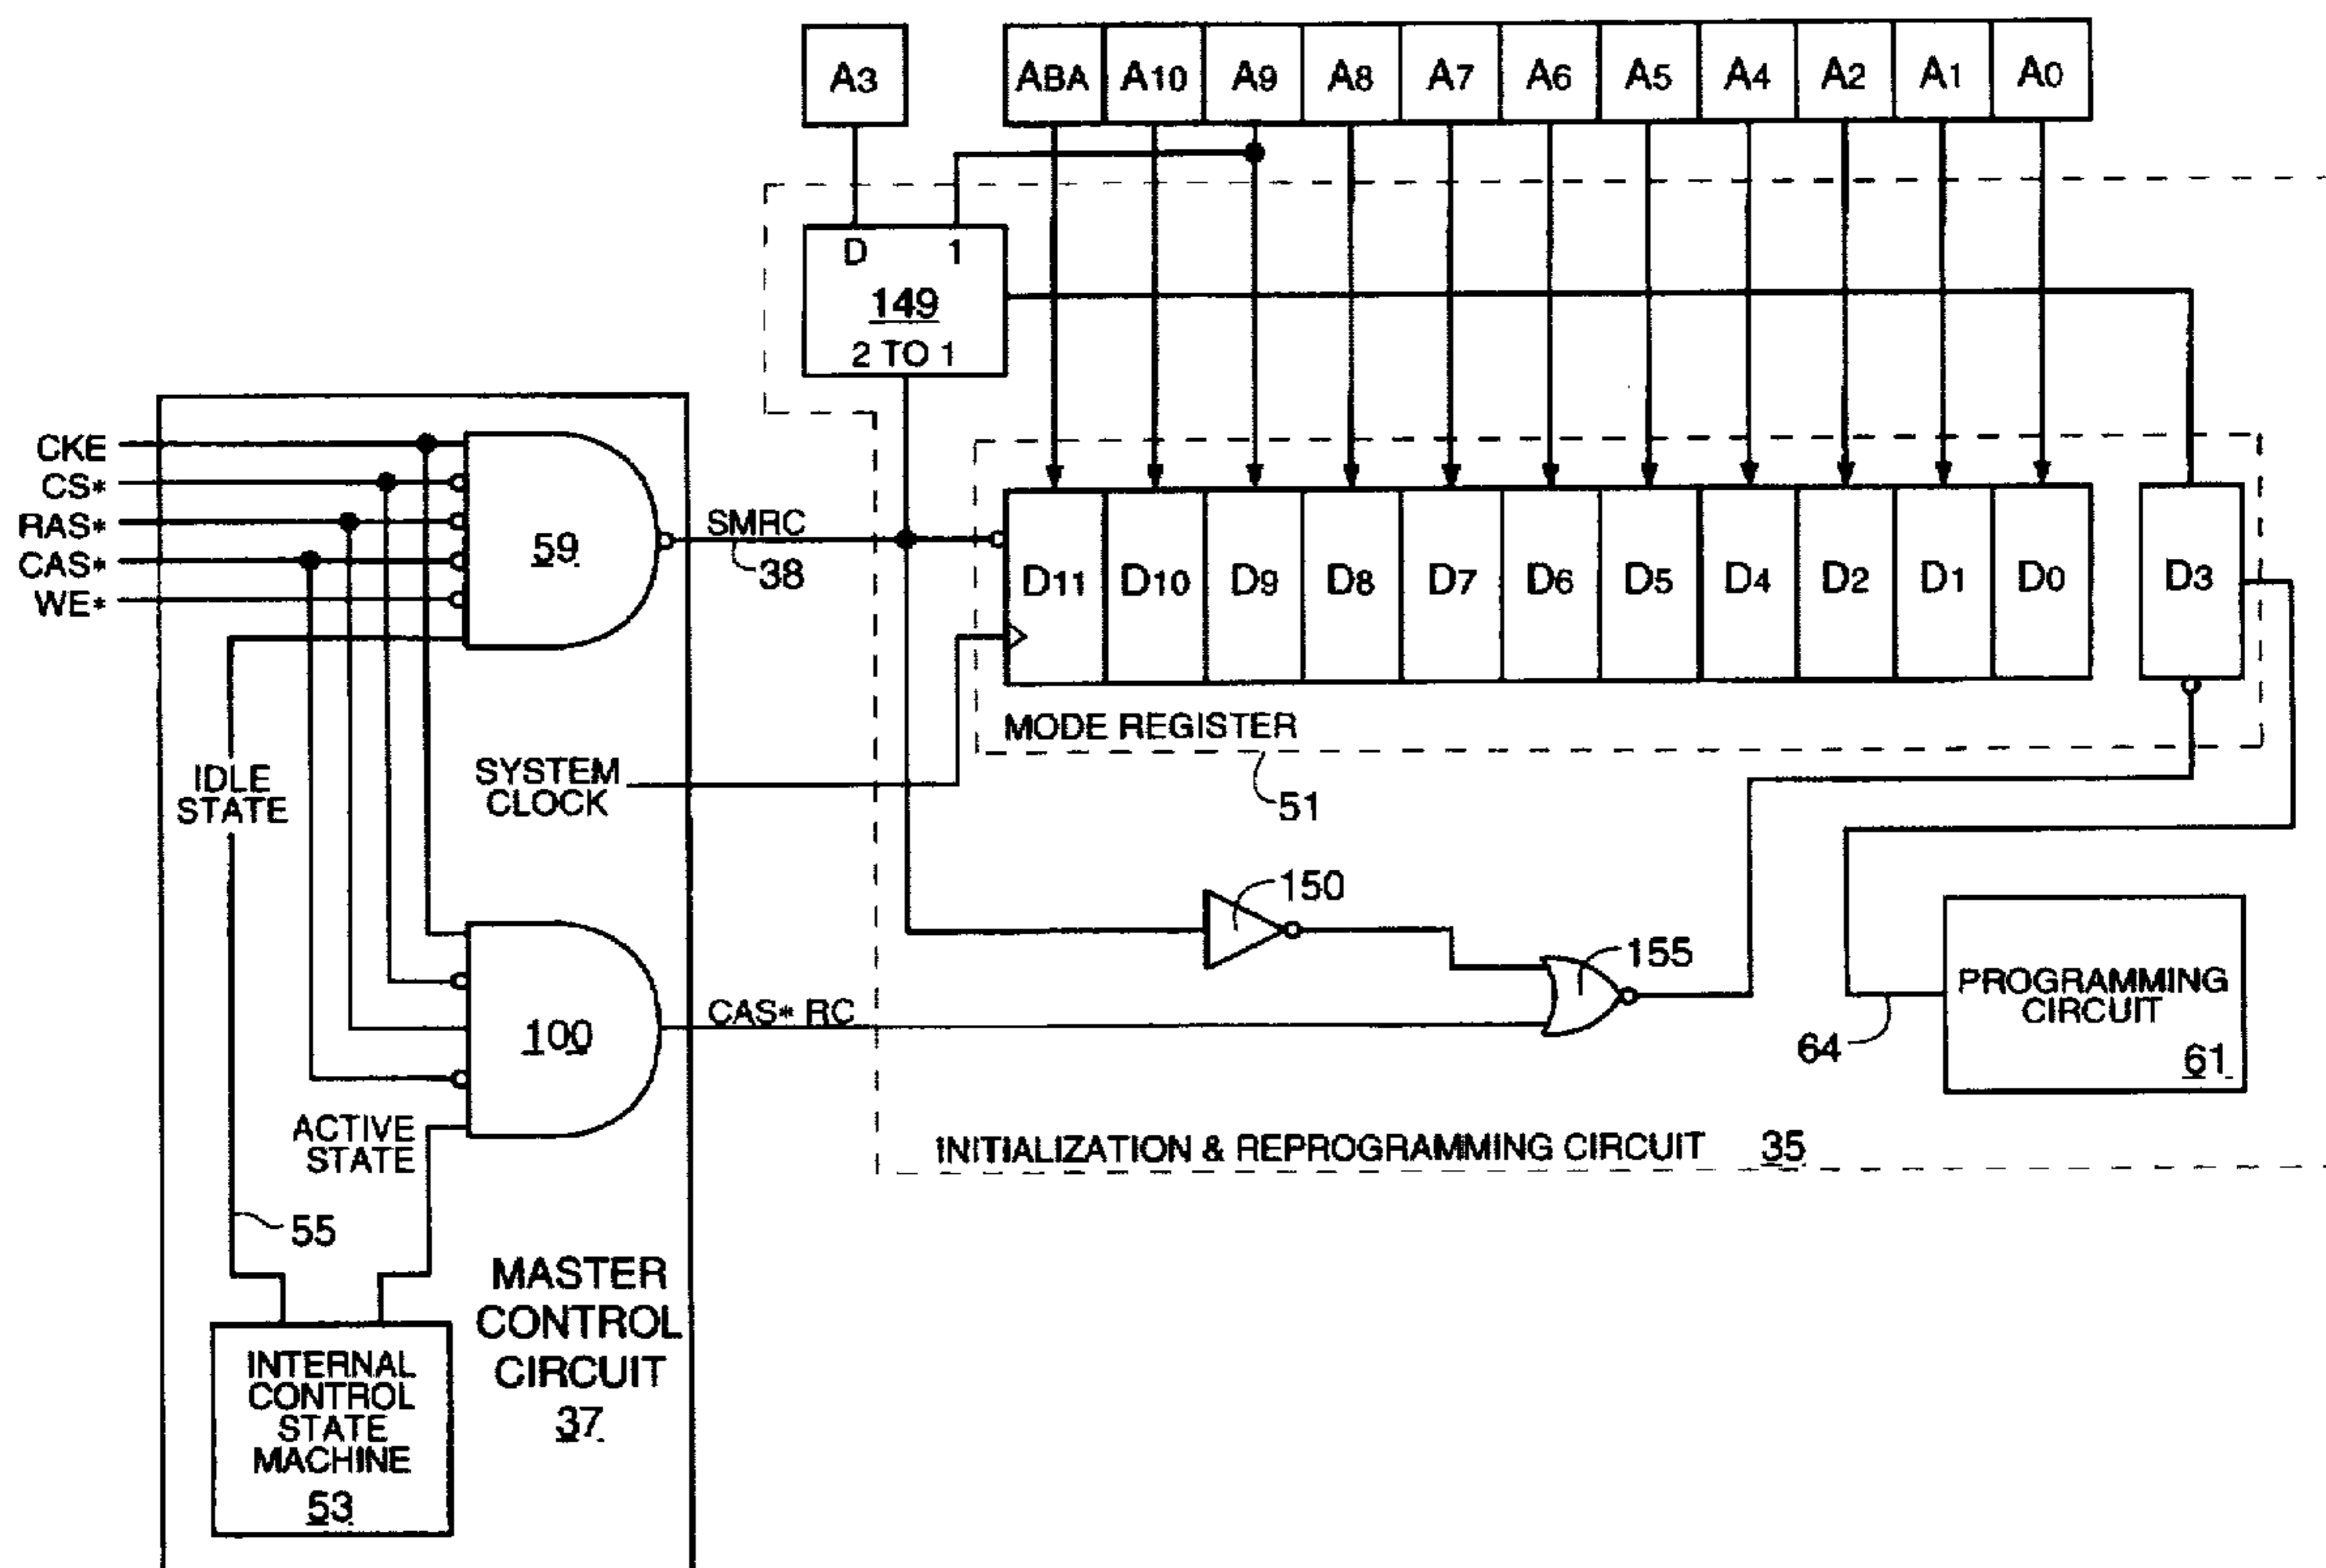 A3
ABA A10 A9 A8 A7 A6 A5 A4 A2 A1 A0
D 1
149
2 TO 1
CKE
CS*
RAS*
CAS*
WE*
59
SMRC
38
D11 D10 D9 D8 D7 D6 D5 D4 D2 D1 D0
D3
MODE REGISTER
51
IDLE
STATE
SYSTEM
CLOCK
150
155
100
CAS* RC
PROGRAMMING
CIRCUIT
61
64
ACTIVE
STATE
INITIALIZATION & REPROGRAMMING CIRCUIT 35
55
MASTER
CONTROL
CIRCUIT
37
INTERNAL
CONTROL
STATE
MACHINE
53